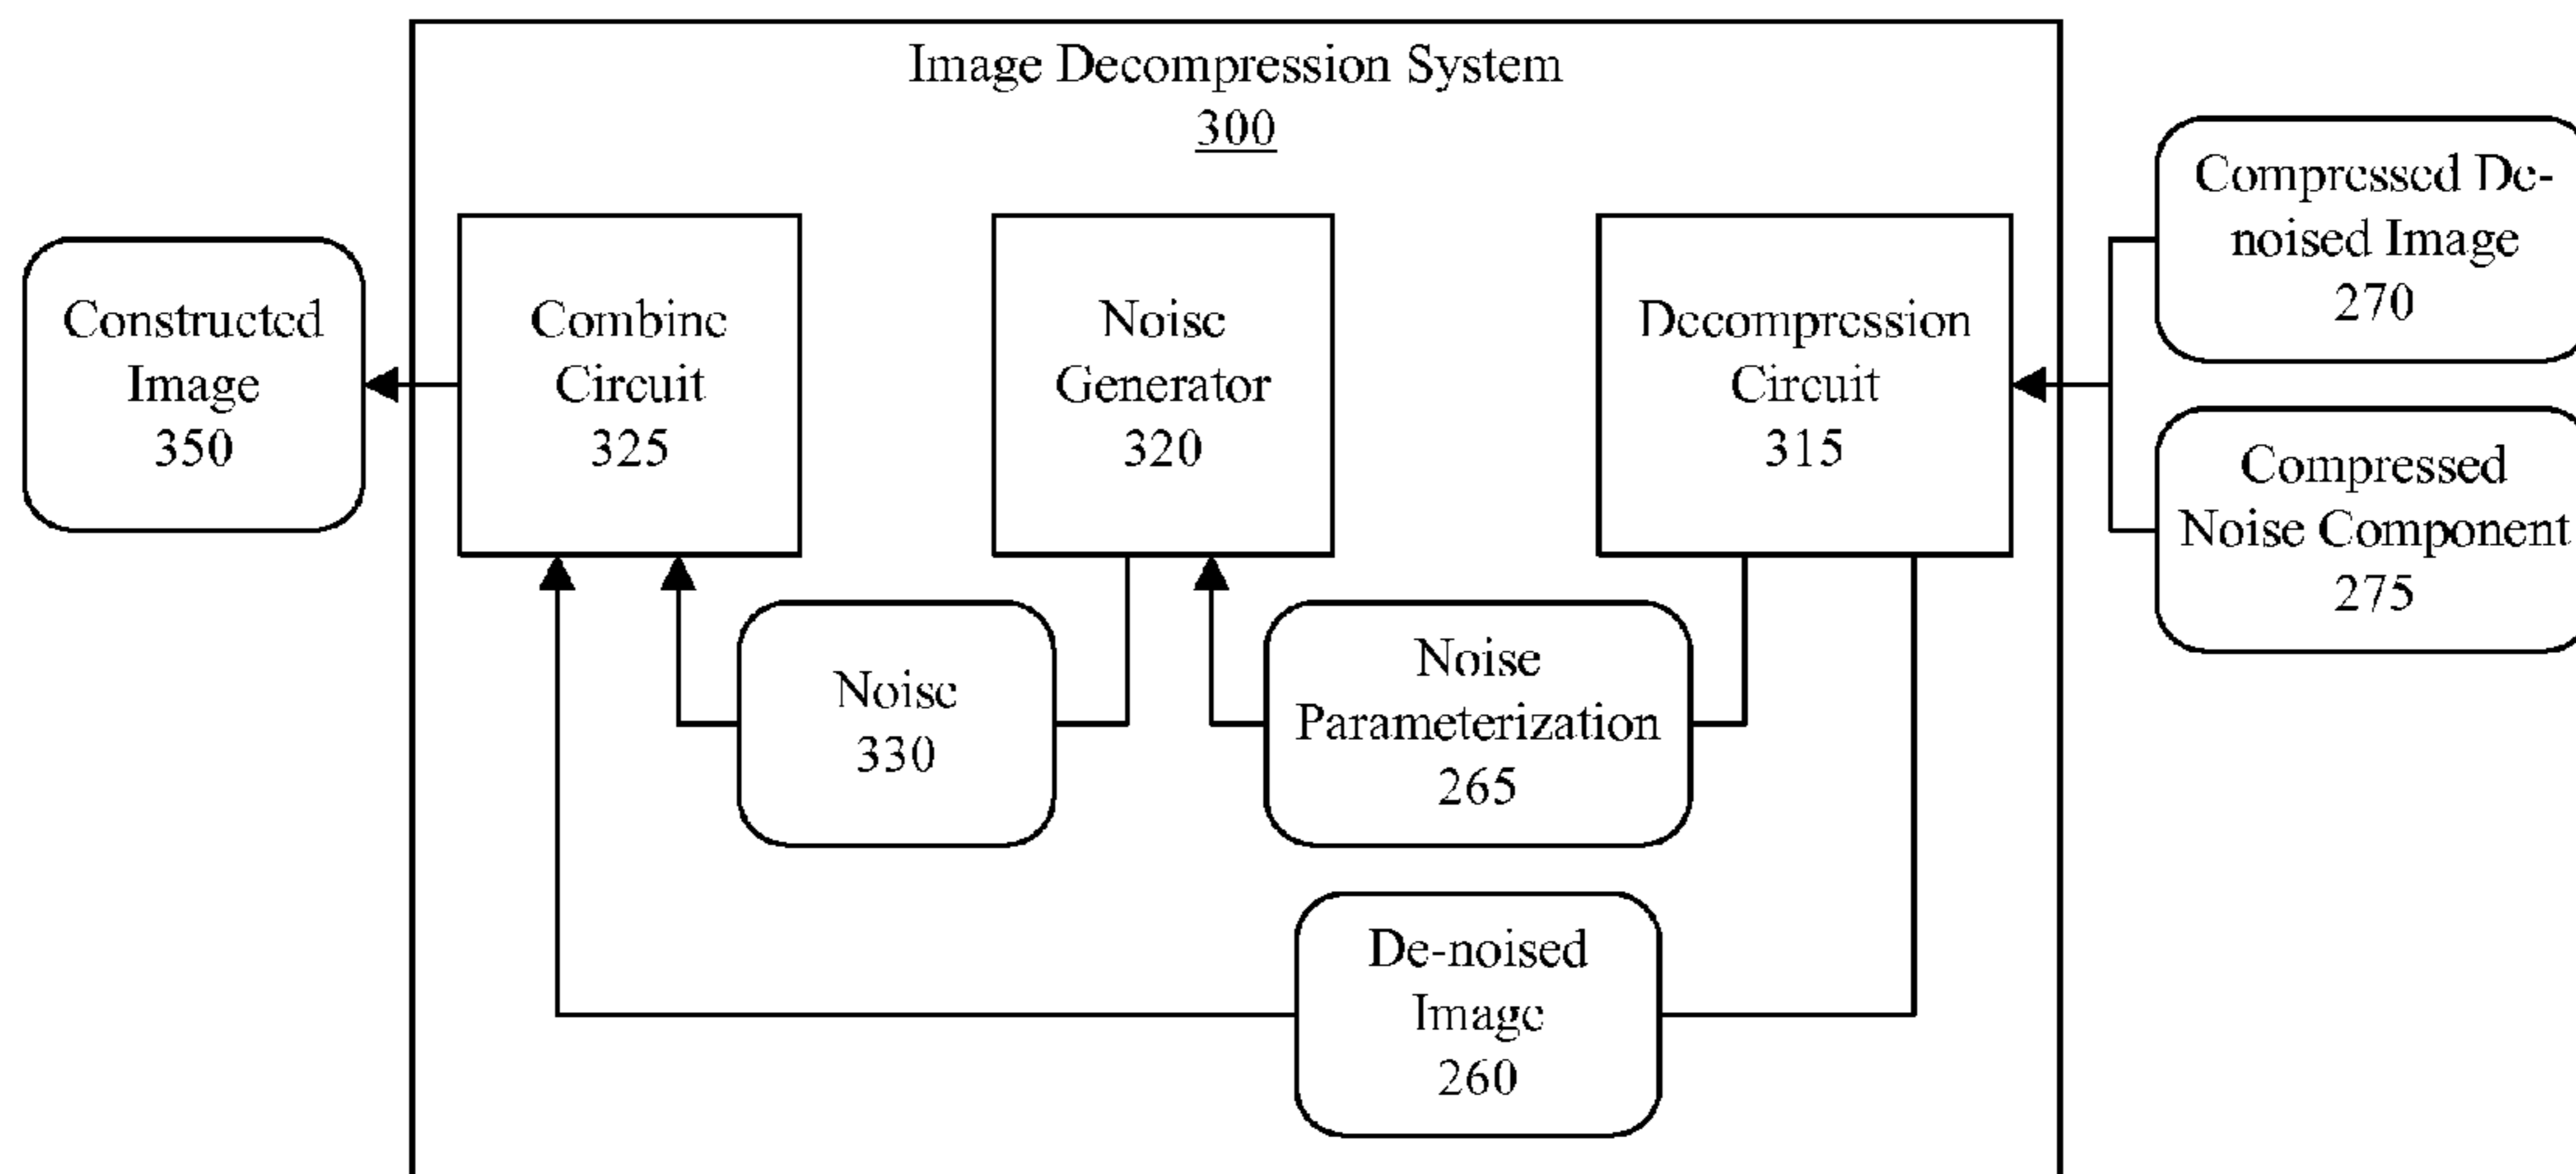 Image Decompression System
300
Compressed De-
noised Image
270
Constructed
Image
350
Combine
Circuit
325
Noise
Generator
320
Decompression
Circuit
315
Compressed
Noise Component
275
Noise
330
Noise
Parameterization
265
De-noised
Image
260